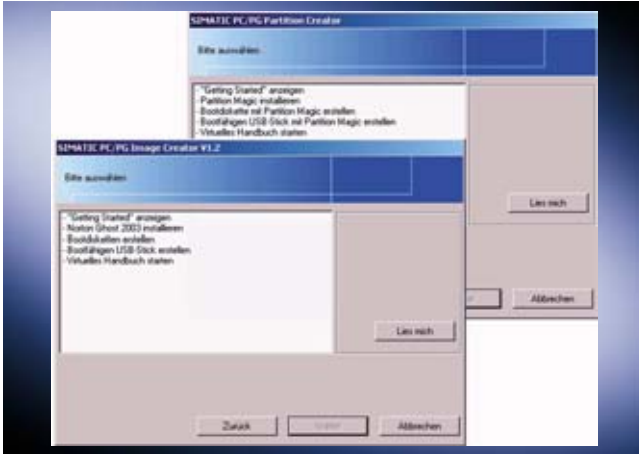 SIMATIC PC/PG Partition Creator
Bitte auswählen
- "Getting Started" anzeigen
- Partition Magic installieren
- Bootdiskette mit Partition Magic erstellen
- Bootfähigen USB-Stick mit Partition Magic erstellen
- Virtuelles Handbuch starten
Lies mich
Abbrechen
SIMATIC PC/PG Image Creator V1.2
Bitte auswählen
- "Getting Started" anzeigen
- Norton Ghost 2003 installieren
- Bootdisketten erstellen
- Bootfähigen USB-Stick erstellen
- Virtuelles Handbuch starten
Lies mich
Zurück
Abbrechen